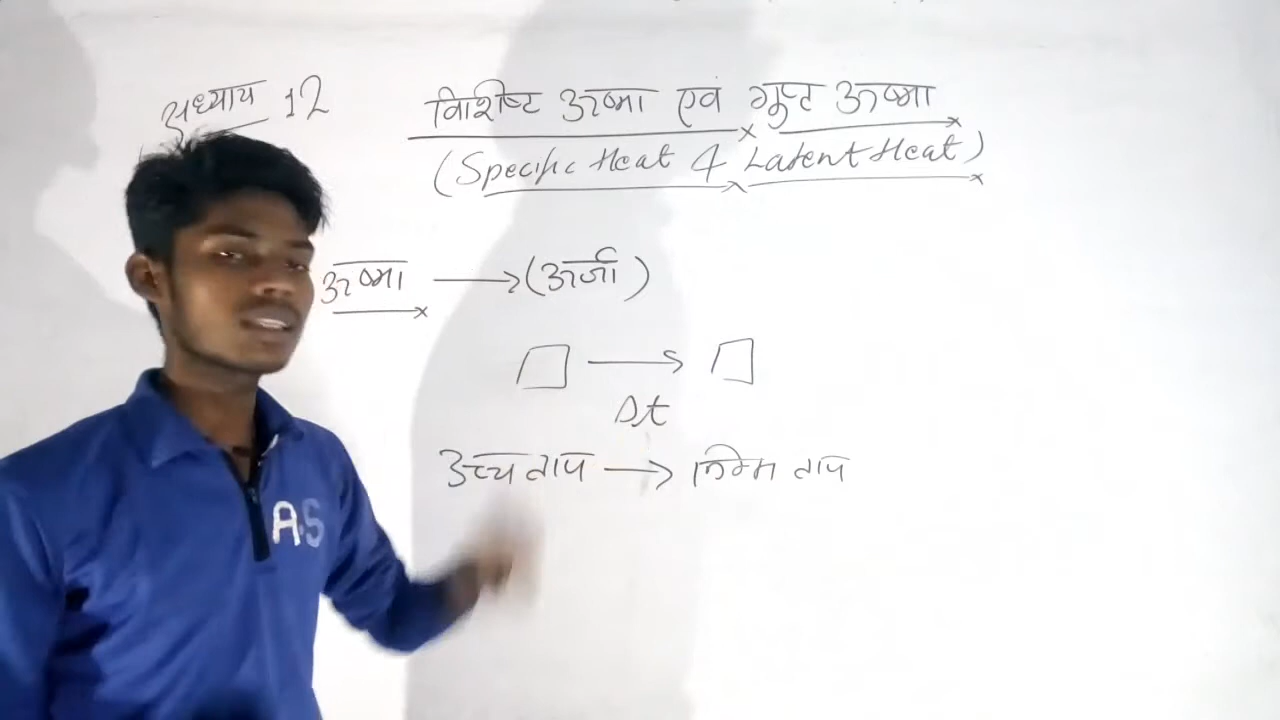 अध्याय 12
विशिष्ट ऊष्मा एवं गुप्ट ऊष्मा
(Specific Heat & Latent Heat)
ऊष्मा → (ऊर्जा)
Δt
उच्च ताप → निम्न ताप
A.S